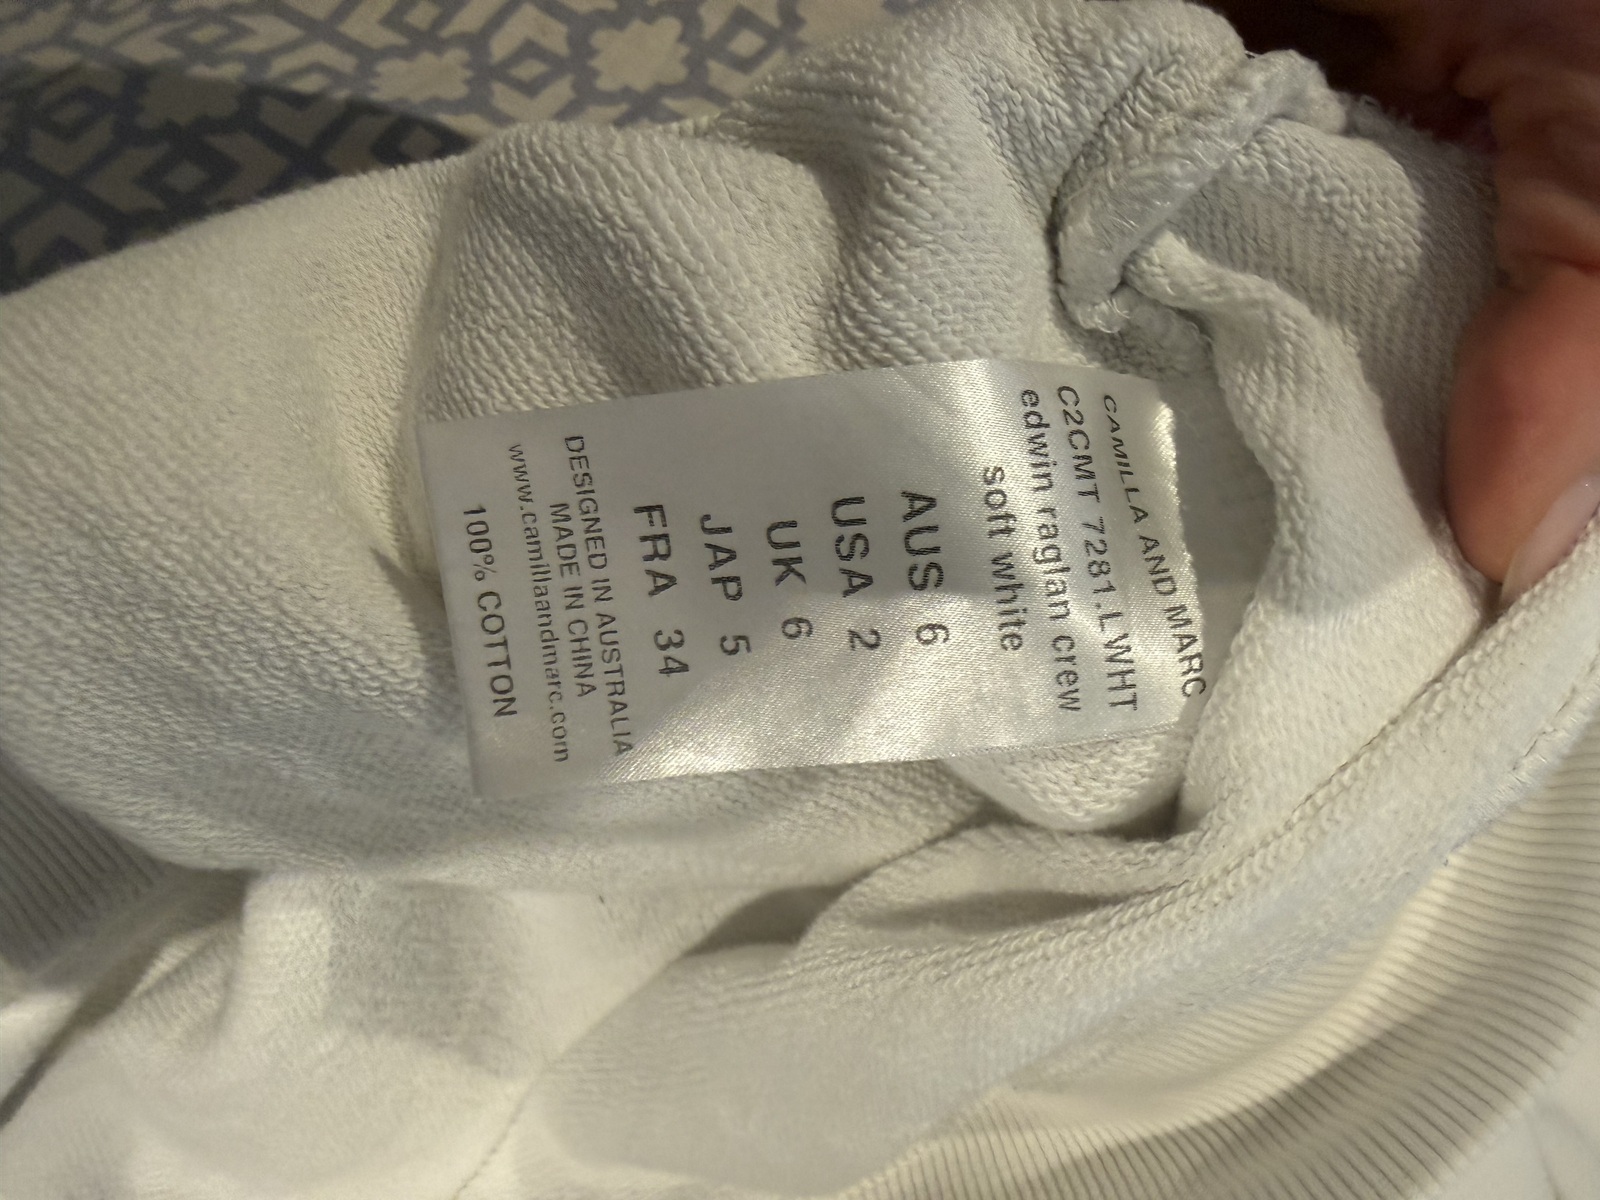 CAMILLA AND MARC
C2CMT 7281.LWHT
edwin raglan crew
soft white
AUS 6
USA 2
UK 6
JAP 5
FRA 34
DESIGNED IN AUSTRALIA
MADE IN CHINA
www.camillaandmarc.com
100% COTTON